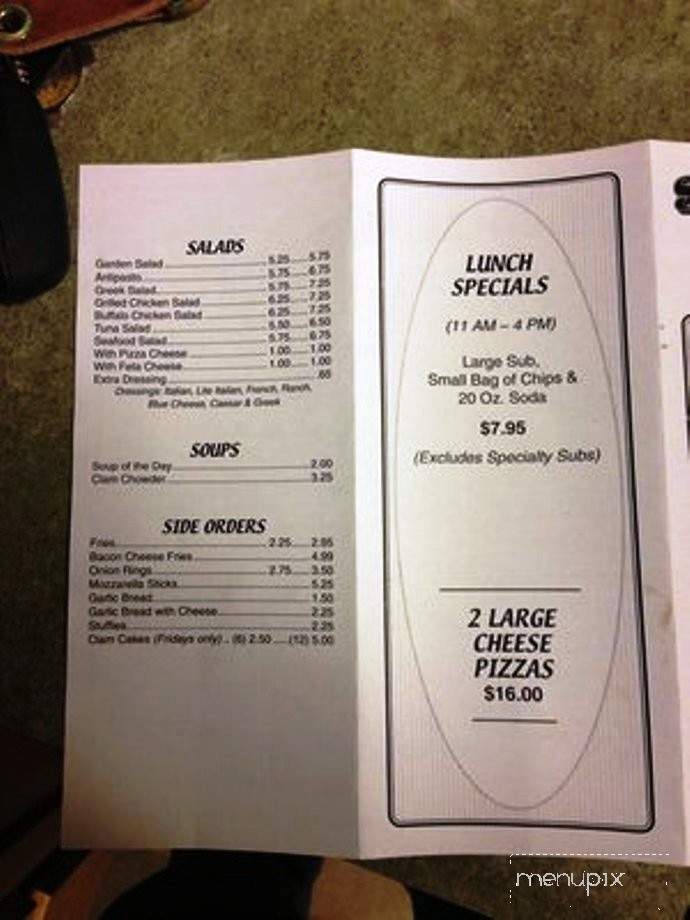 SALADS
Garden Salad 5.25 5.75
Antipasto 5.75 6.75
Greek Salad 5.75 7.25
Grilled Chicken Salad 6.25 7.25
Buffalo Chicken Salad 6.25 7.25
Tuna Salad 5.50 6.50
Seafood Salad 5.75 6.75
With Pizza Cheese 1.00 1.00
With Feta Cheese 1.00 1.00
Extra Dressing .65
Dressings: Italian, Lite Italian, French, Ranch,
Blue Cheese, Caesar & Greek
SOUPS
Soup of the Day 2.00
Clam Chowder 3.25
SIDE ORDERS
Fries 2.25 2.95
Bacon Cheese Fries 4.99
Onion Rings 2.75 3.50
Mozzarella Sticks 5.25
Garlic Bread 1.50
Garlic Bread with Cheese 2.25
Stuffies 2.25
Clam Cakes (Fridays only) .. (6) 2.50 .... (12) 5.00
LUNCH
SPECIALS
(11 AM – 4 PM)
Large Sub,
Small Bag of Chips &
20 Oz. Soda
$7.95
(Excludes Specialty Subs)
2 LARGE
CHEESE
PIZZAS
$16.00
menupix